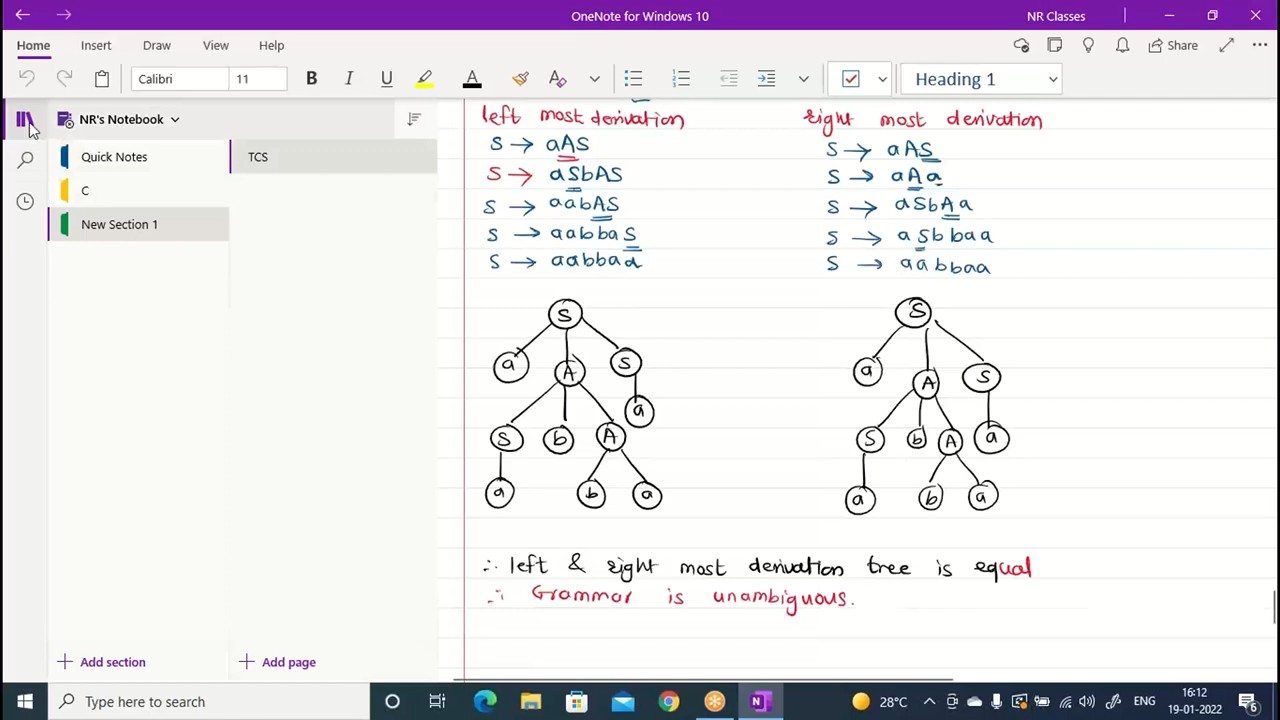 OneNote for Windows 10
NR Classes
Home
Insert
Draw
View
Help
Share
Calibri
11
B
I
U
A
A
Heading 1
NR's Notebook
Quick Notes
C
New Section 1
TCS
Add section
Add page
left most derivation
S → aAS
S → aSbAS
S → aabAS
S → aabbaS
S → aabbaa
right most derivation
S → aAS
S → aAa
S → aSbAa
S → aSbbaa
S → aabbaa
S
a A S
a
S b A
a b a
S
a A S
S b A a
a b a
∴ left & right most derivation tree is equal
∴ Grammar is unambiguous.
Type here to search
28°C
ENG
16:12
19-01-2022
6